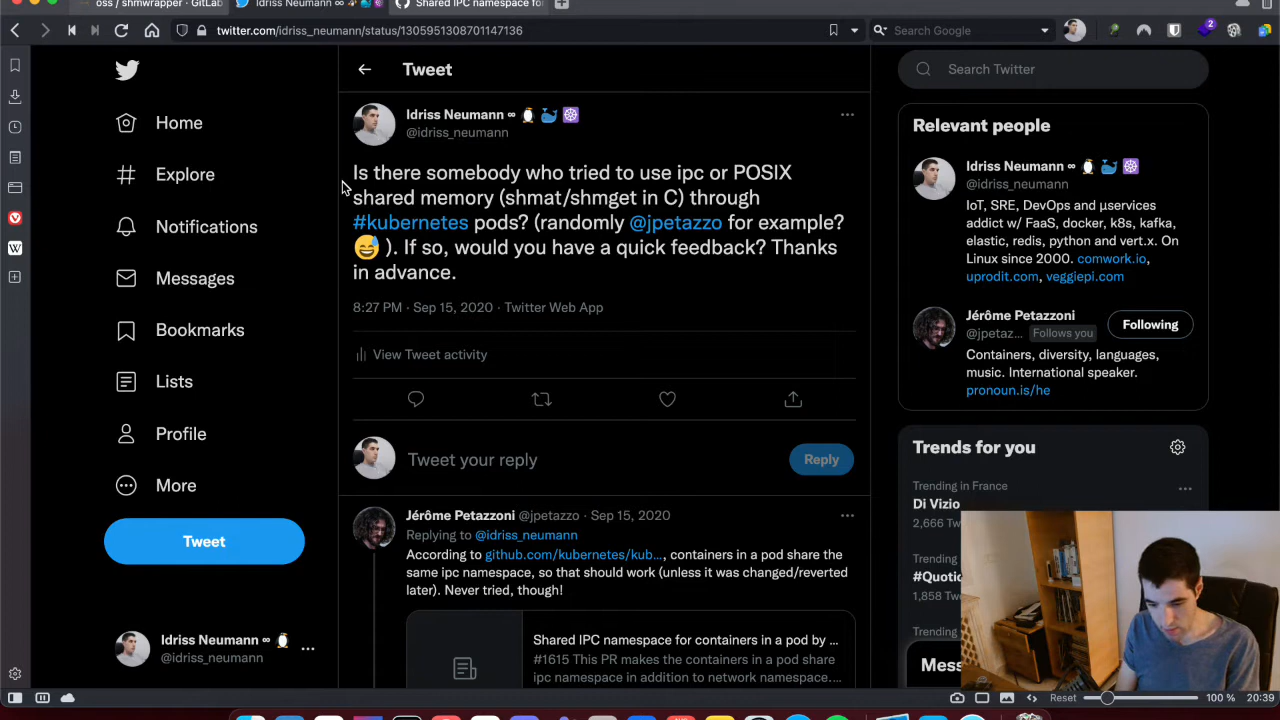 oss / shmwrapper · GitLab
Idriss Neumann ∞
Shared IPC namespace for
twitter.com/idriss_neumann/status/1305951308701147136
Search Google
2
Home
Explore
Notifications
Messages
Bookmarks
Lists
Profile
More
Tweet
Idriss Neumann ∞
@idriss_neumann
Tweet
Idriss Neumann ∞
@idriss_neumann
Is there somebody who tried to use ipc or POSIX
shared memory (shmat/shmget in C) through
#kubernetes pods? (randomly @jpetazzo for example?
). If so, would you have a quick feedback? Thanks
in advance.
8:27 PM · Sep 15, 2020 · Twitter Web App
View Tweet activity
Tweet your reply
Reply
Jérôme Petazzoni @jpetazzo · Sep 15, 2020
Replying to @idriss_neumann
According to github.com/kubernetes/kub..., containers in a pod share the
same ipc namespace, so that should work (unless it was changed/reverted
later). Never tried, though!
Shared IPC namespace for containers in a pod by ...
#1615 This PR makes the containers in a pod share
ipc namespace in addition to network namespace....
Search Twitter
Relevant people
Idriss Neumann ∞
@idriss_neumann
IoT, SRE, DevOps and µservices
addict w/ FaaS, docker, k8s, kafka,
elastic, redis, python and vert.x. On
Linux since 2000. comwork.io,
uprodit.com, veggiepi.com
Jérôme Petazzoni
@jpetaz... Follows you
Following
Containers, diversity, languages,
music. International speaker.
pronoun.is/he
Trends for you
Trending in France
Di Vizio
2,666 Tw
Trending
#Quotic
1,858 Tw
Trending
Mess
Reset
100 %
20:39